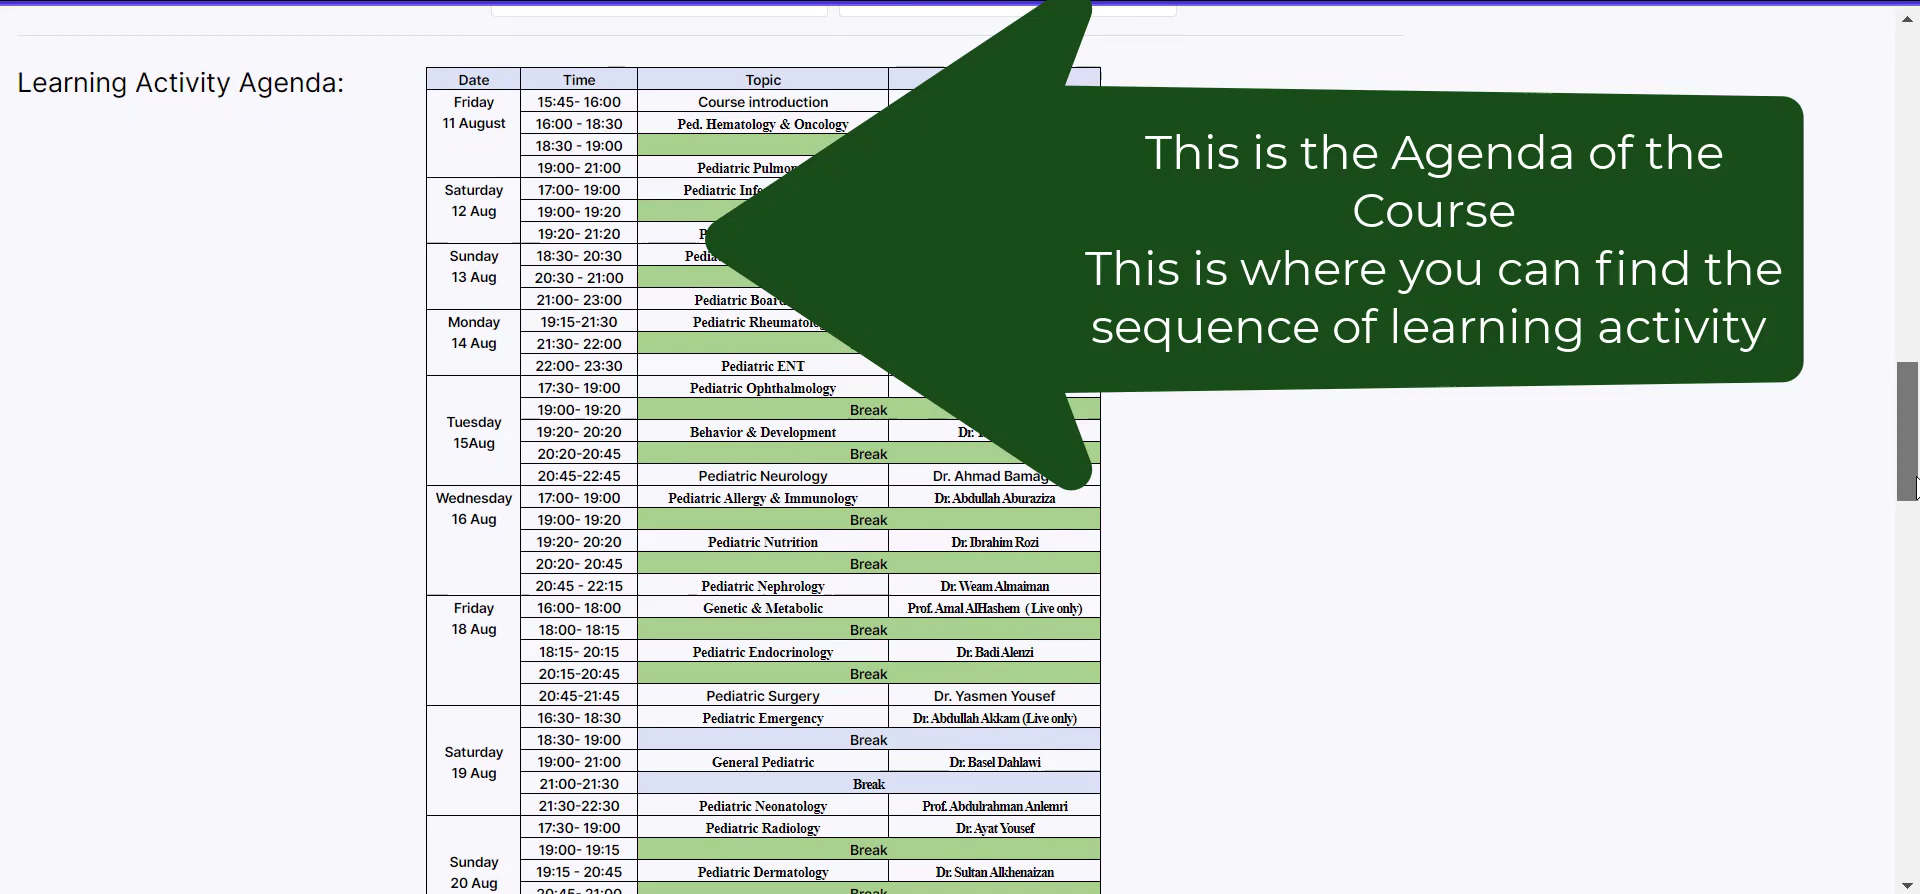 Learning Activity Agenda:
Date Time Topic
Friday 15:45- 16:00 Course introduction
11 August 16:00 - 18:30 Ped. Hematology & Oncology
18:30 - 19:00
19:00- 21:00 Pediatric
Saturday 17:00- 19:00 Pediatric
12 Aug 19:00- 19:20
19:20- 21:20
Sunday 18:30- 20:30
13 Aug 20:30 - 21:00
21:00- 23:00 Pediatric
Monday 19:15-21:30 Pediatric
14 Aug 21:30- 22:00
22:00- 23:30 Pediatric ENT
17:30- 19:00 Pediatric Ophthalmology
19:00- 19:20 Break
Tuesday 19:20- 20:20 Behavior & Development Dr.
15Aug 20:20-20:45 Break
20:45-22:45 Pediatric Neurology Dr. Ahmad
Wednesday 17:00- 19:00 Pediatric Allergy & Immunology Dr. Abdullah Aburaziza
16 Aug 19:00- 19:20 Break
19:20- 20:20 Pediatric Nutrition Dr. Ibrahim Rozi
20:20- 20:45 Break
20:45 - 22:15 Pediatric Nephrology Dr. Weam Almaiman
Friday 16:00- 18:00 Genetic & Metabolic Prof. Amal AlHashem ( Live only)
18 Aug 18:00- 18:15 Break
18:15- 20:15 Pediatric Endocrinology Dr. Badi Alenzi
20:15-20:45 Break
20:45-21:45 Pediatric Surgery Dr. Yasmen Yousef
16:30- 18:30 Pediatric Emergency Dr. Abdullah Akkam (Live only)
18:30- 19:00 Break
Saturday 19:00- 21:00 General Pediatric Dr. Basel Dahlawi
19 Aug 21:00-21:30 Break
21:30-22:30 Pediatric Neonatology Prof. Abdulrahman Anlemri
17:30- 19:00 Pediatric Radiology Dr. Ayat Yousef
19:00- 19:15 Break
Sunday 19:15 - 20:45 Pediatric Dermatology Dr. Sultan Alkhenaizan
20 Aug 20:45- 21:00 Break
This is the Agenda of the
Course
This is where you can find the
sequence of learning activity